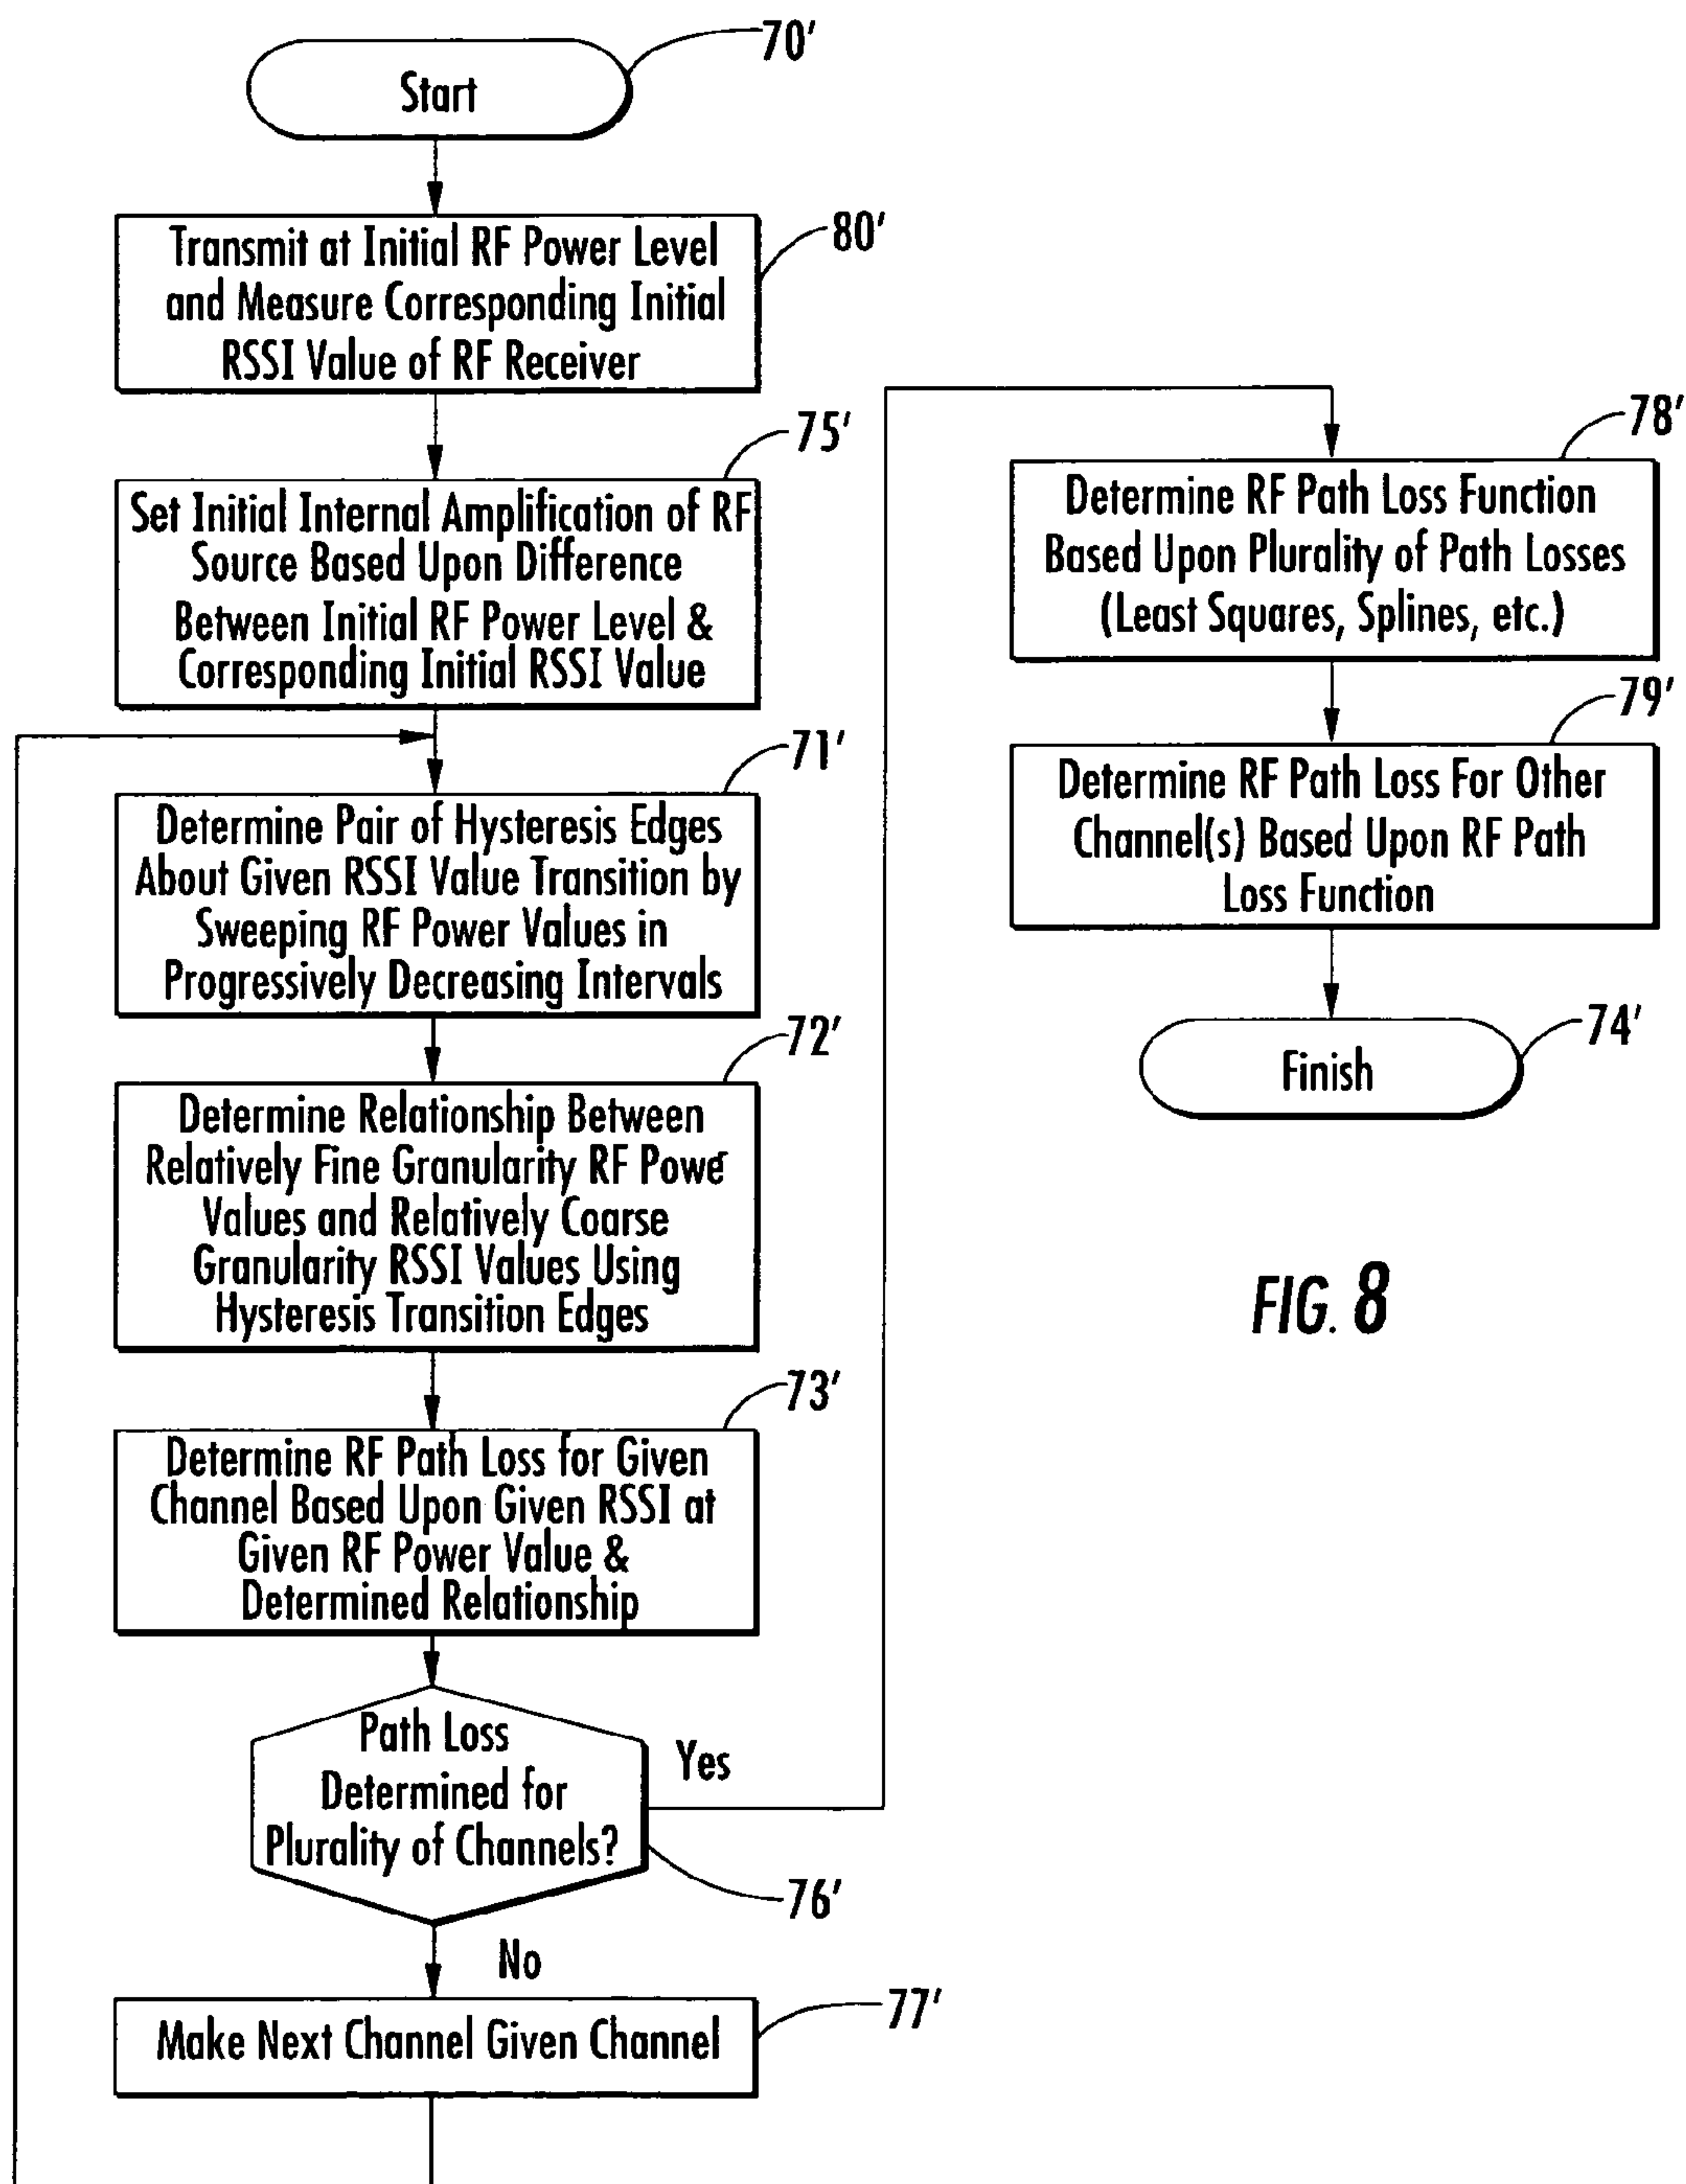 70'
Start
80'
Transmit at Initial RF Power Level
and Measure Corresponding Initial
RSSI Value of RF Receiver
75'
Set Initial Internal Amplification of RF
Source Based Upon Difference
Between Initial RF Power Level &
Corresponding Initial RSSI Value
71'
Determine Pair of Hysteresis Edges
About Given RSSI Value Transition by
Sweeping RF Power Values in
Progressively Decreasing Intervals
72'
Determine Relationship Between
Relatively Fine Granularity RF Powe
Values and Relatively Coarse
Granularity RSSI Values Using
Hysteresis Transition Edges
73'
Determine RF Path Loss for Given
Channel Based Upon Given RSSI at
Given RF Power Value &
Determined Relationship
Path Loss
Determined for
Plurality of Channels?
Yes
76'
No
77'
Make Next Channel Given Channel
78'
Determine RF Path Loss Function
Based Upon Plurality of Path Losses
(Least Squares, Splines, etc.)
79'
Determine RF Path Loss For Other
Channel(s) Based Upon RF Path
Loss Function
74'
Finish
FIG. 8